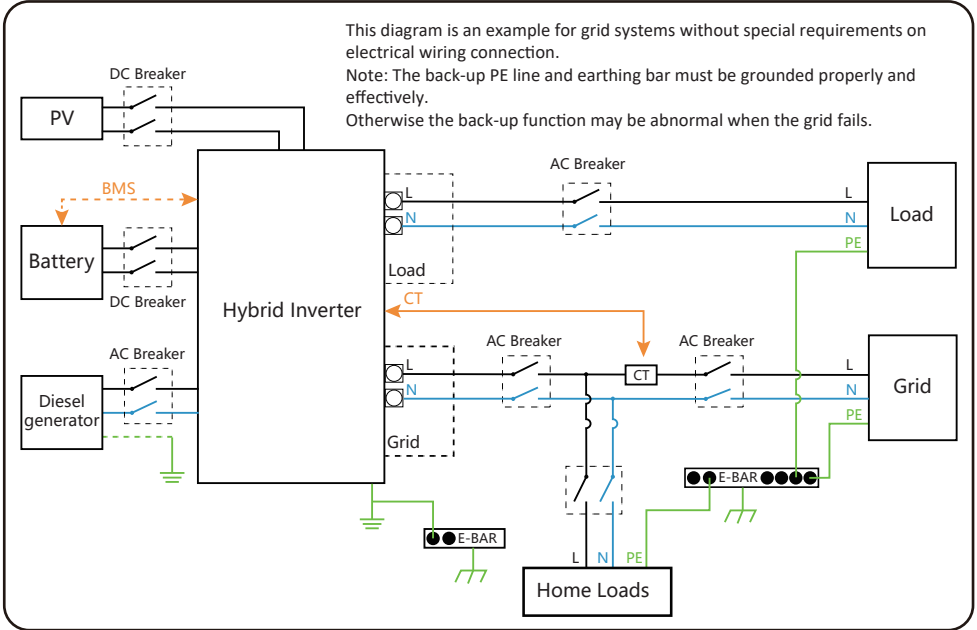 This diagram is an example for grid systems without special requirements on
electrical wiring connection.
Note: The back-up PE line and earthing bar must be grounded properly and
effectively.
Otherwise the back-up function may be abnormal when the grid fails.
DC Breaker
PV
BMS
Battery
DC Breaker
AC Breaker
Diesel
generator
Hybrid Inverter
L
N
Load
AC Breaker
L
N
PE
Load
CT
L
N
Grid
AC Breaker
CT
AC Breaker
L
N
PE
Grid
E-BAR
E-BAR
L
N
PE
Home Loads